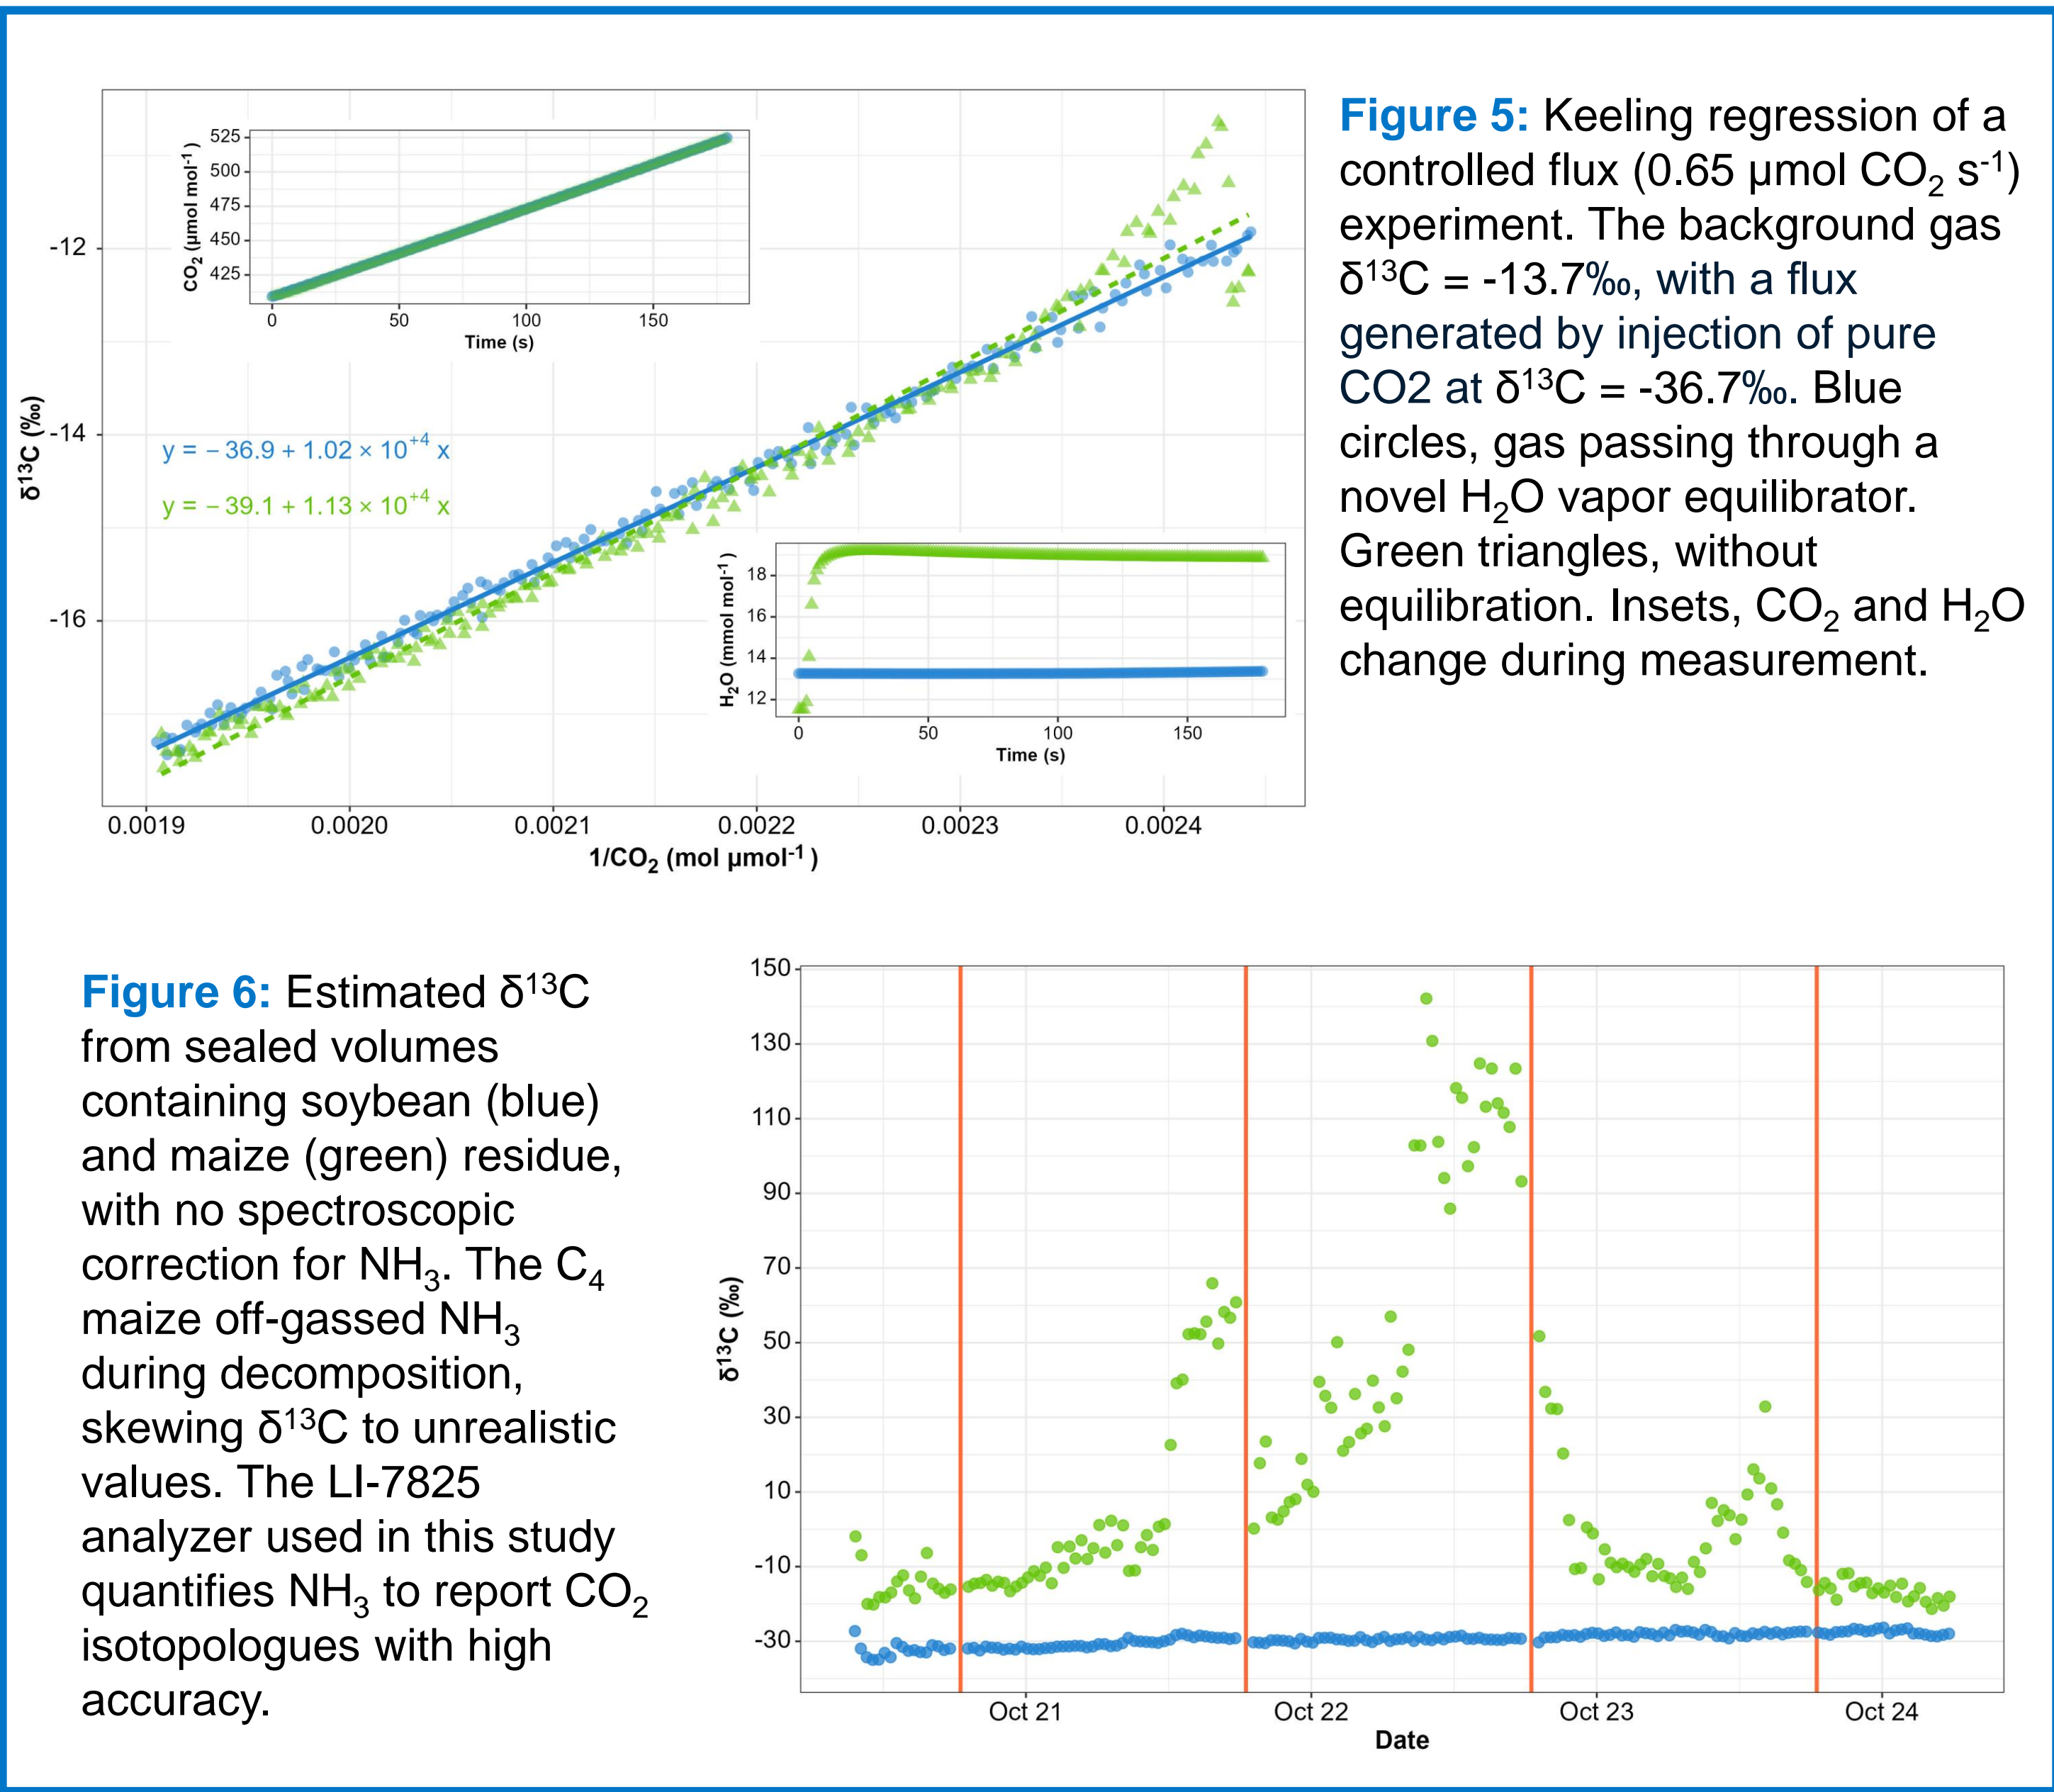 525
500
475
450
425
CO₂ (µmol mol⁻¹)
0
50
100
150
Time (s)
-12
-14
-16
δ¹³C (‰)
y = − 36.9 + 1.02 × 10⁺⁴ x
y = − 39.1 + 1.13 × 10⁺⁴ x
18
16
14
12
H₂O (mmol mol⁻¹)
0
50
100
150
Time (s)
0.0019
0.0020
0.0021
0.0022
0.0023
0.0024
1/CO₂ (mol µmol⁻¹)
Figure 5: Keeling regression of a
controlled flux (0.65 µmol CO₂ s⁻¹)
experiment. The background gas
δ¹³C = -13.7‰, with a flux
generated by injection of pure
CO2 at δ¹³C = -36.7‰. Blue
circles, gas passing through a
novel H₂O vapor equilibrator.
Green triangles, without
equilibration. Insets, CO₂ and H₂O
change during measurement.
Figure 6: Estimated δ¹³C
from sealed volumes
containing soybean (blue)
and maize (green) residue,
with no spectroscopic
correction for NH₃. The C₄
maize off-gassed NH₃
during decomposition,
skewing δ¹³C to unrealistic
values. The LI-7825
analyzer used in this study
quantifies NH₃ to report CO₂
isotopologues with high
accuracy.
150
130
110
90
70
50
30
10
-10
-30
δ¹³C (‰)
Oct 21
Oct 22
Oct 23
Oct 24
Date